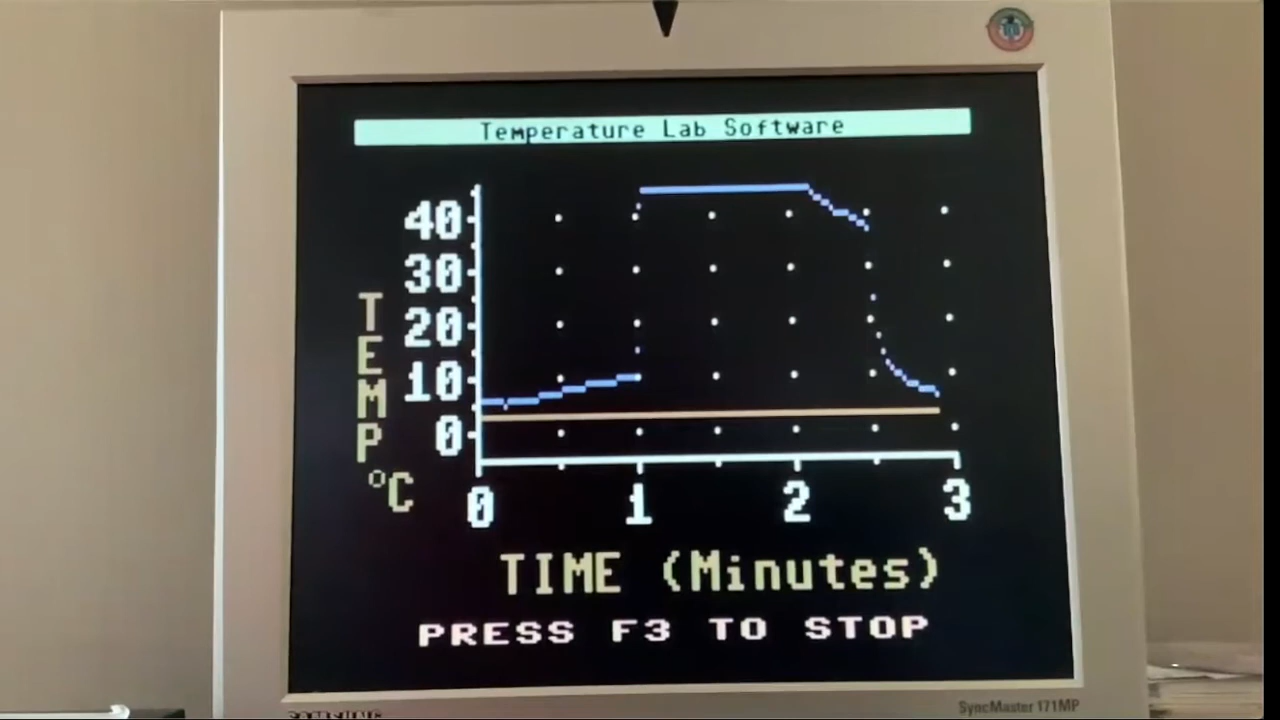 Temperature Lab Software
40
30
20
10
0
TEMP
°C
0 1 2 3
TIME (Minutes)
PRESS F3 TO STOP
SAMSUNG
SyncMaster 171MP